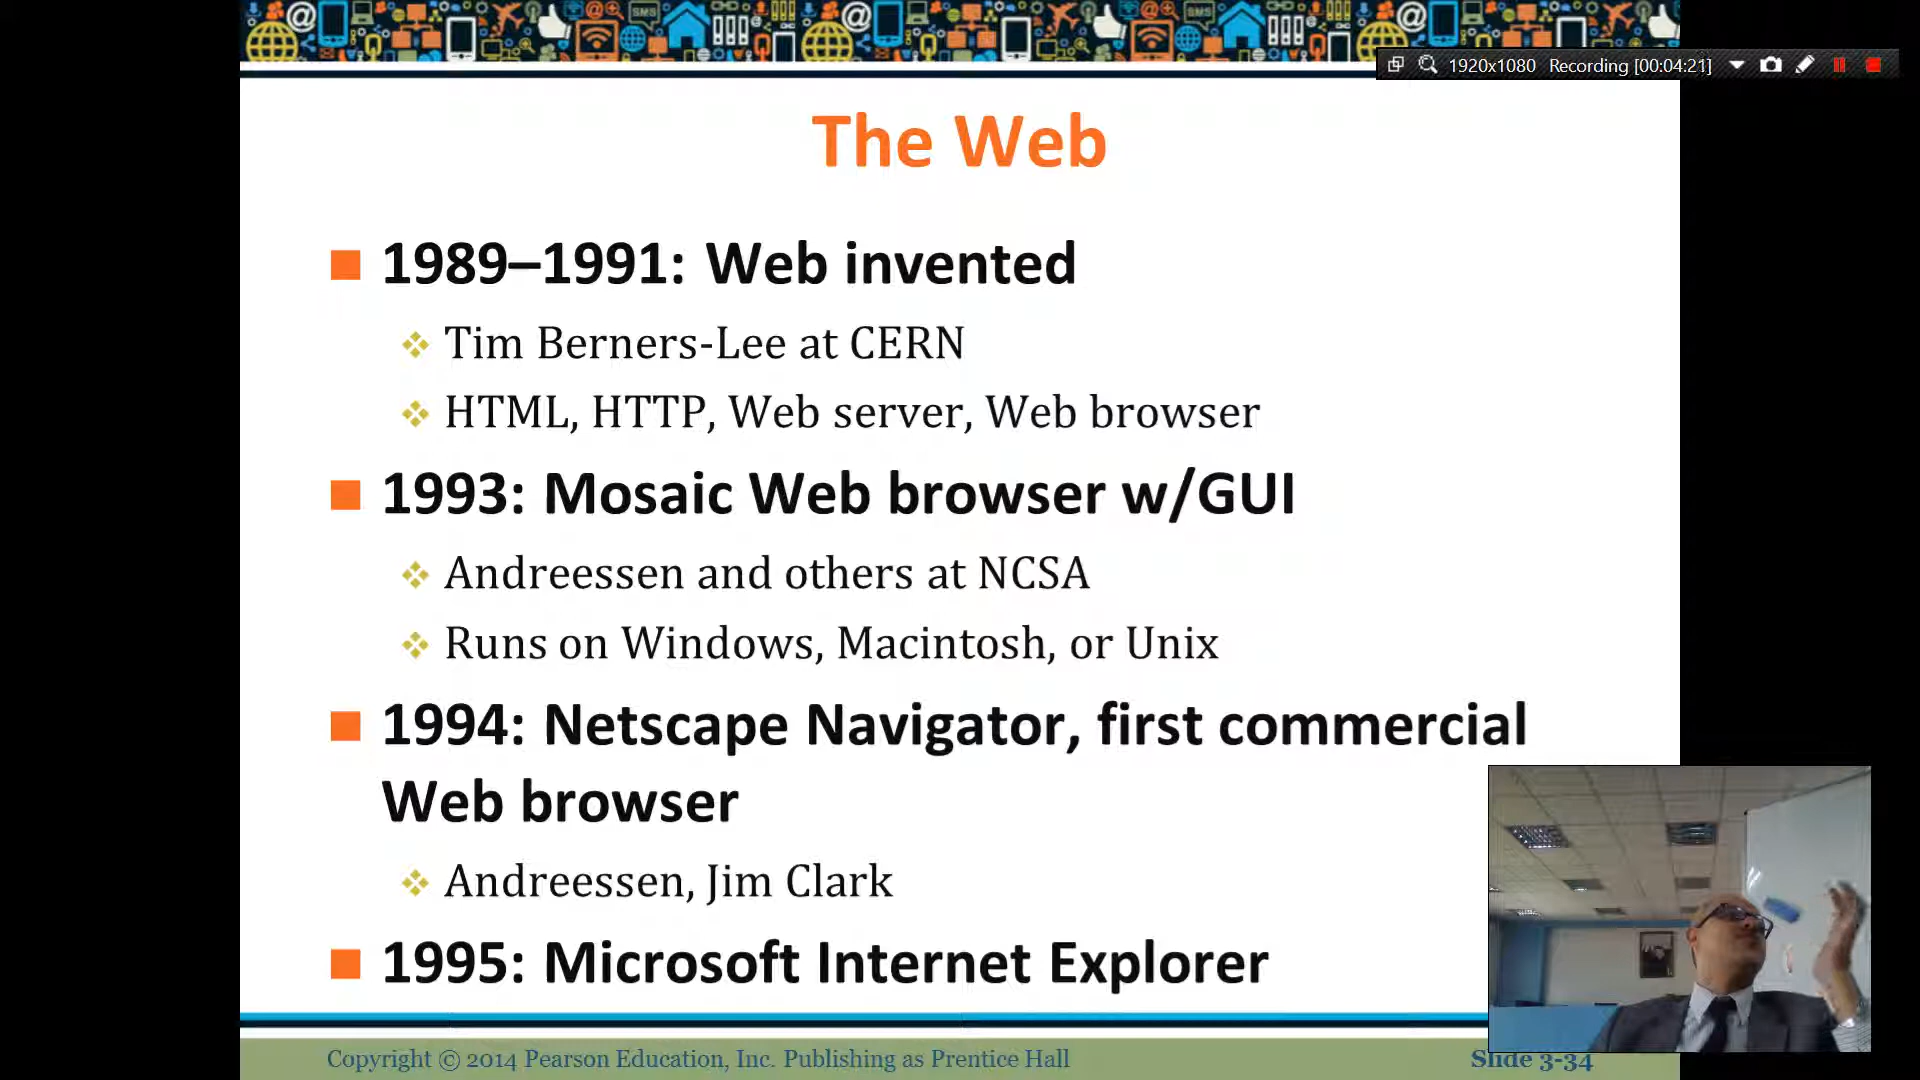 SMS SMS
1920x1080 Recording [00:04:21]
The Web
1989–1991: Web invented
Tim Berners-Lee at CERN
HTML, HTTP, Web server, Web browser
1993: Mosaic Web browser w/GUI
Andreessen and others at NCSA
Runs on Windows, Macintosh, or Unix
1994: Netscape Navigator, first commercial
Web browser
Andreessen, Jim Clark
1995: Microsoft Internet Explorer
Copyright © 2014 Pearson Education, Inc. Publishing as Prentice Hall
Slide 3-34